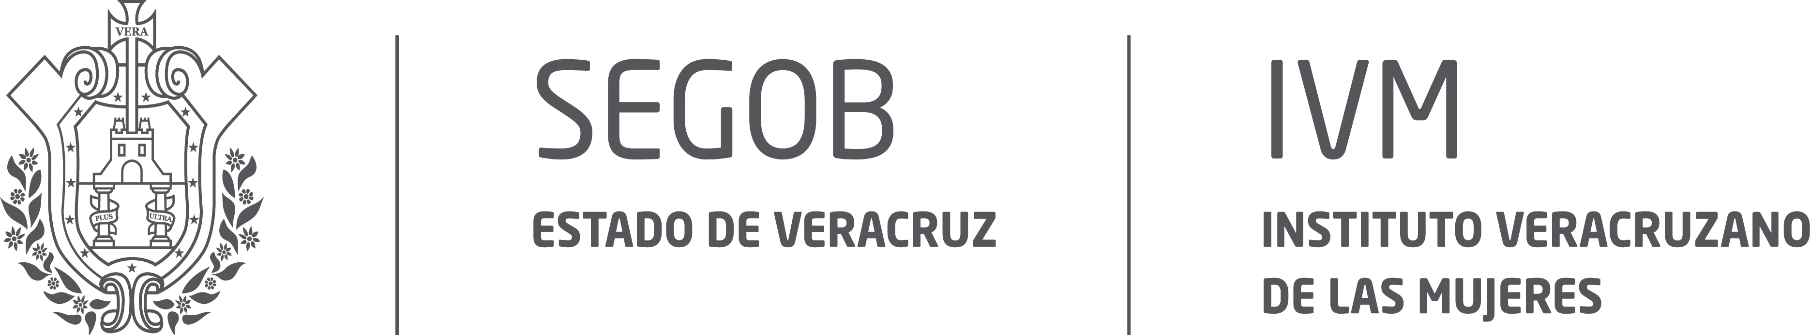 VERA
PLUS ULTRA
SEGOB
ESTADO DE VERACRUZ
IVM
INSTITUTO VERACRUZANO
DE LAS MUJERES